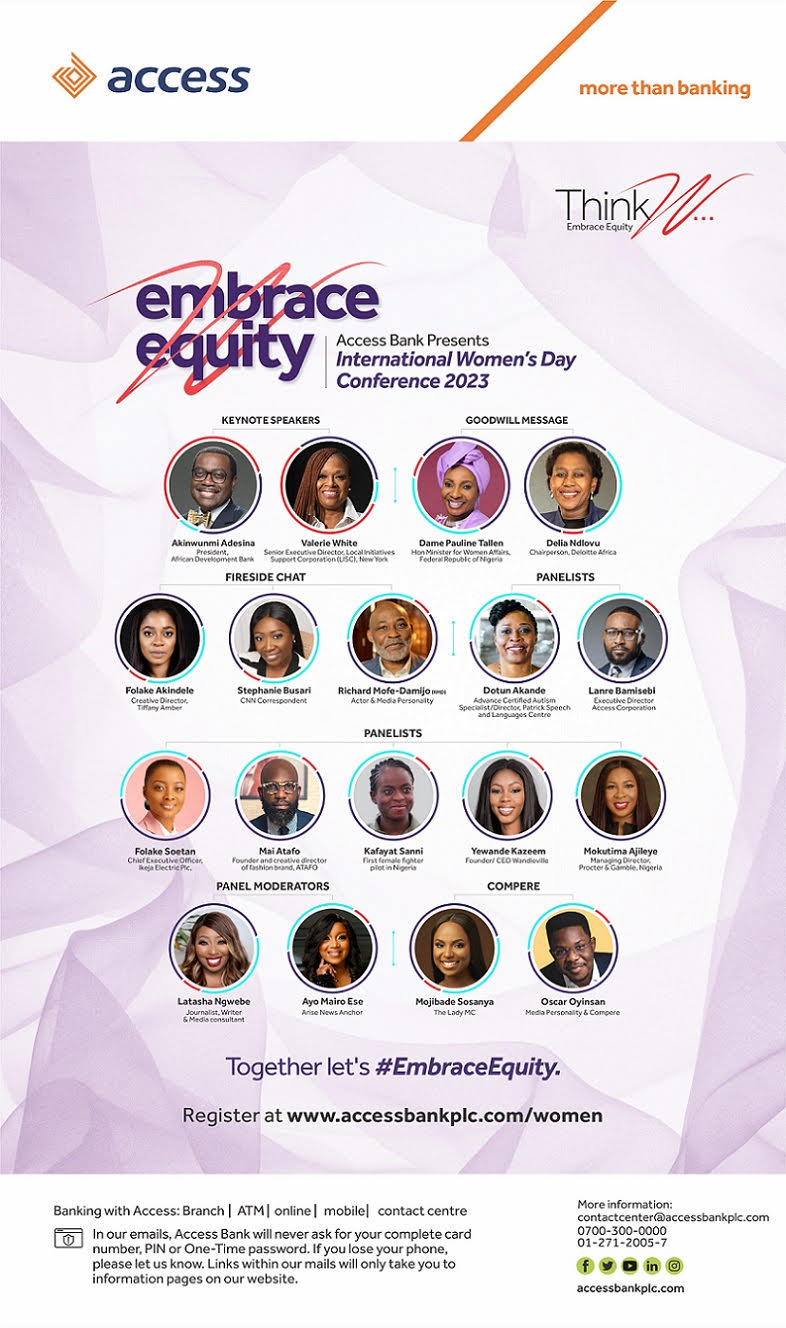 access
more than banking
Think W...
Embrace Equity
embrace
equity
Access Bank Presents
International Women's Day
Conference 2023
KEYNOTE SPEAKERS
GOODWILL MESSAGE
Akinwunmi Adesina
President,
African Development Bank
Valerie White
Senior Executive Director, Local Initiatives
Support Corporation (LISC), New York
Dame Pauline Tallen
Hon Minister for Women Affairs,
Federal Republic of Nigeria
Delia Ndlovu
Chairperson, Deloitte Africa
FIRESIDE CHAT
PANELISTS
Folake Akindele
Creative Director,
Tiffany Amber
Stephanie Busari
CNN Correspondent
Richard Mofe-Damijo (RMD)
Actor & Media Personality
Dotun Akande
Advance Certified Autism
Specialist/Director, Patrick Speech
and Languages Centre
Lanre Bamisebi
Executive Director
Access Corporation
PANELISTS
Folake Soetan
Chief Executive Officer,
Ikeja Electric Plc,
Mai Atafo
Founder and creative director
of fashion brand, ATAFO
Kafayat Sanni
First female fighter
pilot in Nigeria
Yewande Kazeem
Founder/ CEO Wandieville
Mokutima Ajileye
Managing Director,
Procter & Gamble, Nigeria
PANEL MODERATORS
COMPERE
Latasha Ngwebe
Journalist, Writer
& Media consultant
Ayo Mairo Ese
Arise News Anchor
Mojibade Sosanya
The Lady MC
Oscar Oyinsan
Media Personality & Compere
Together let's #EmbraceEquity.
Register at www.accessbankplc.com/women
Banking with Access: Branch | ATM | online | mobile | contact centre
In our emails, Access Bank will never ask for your complete card
number, PIN or One-Time password. If you lose your phone,
please let us know. Links within our mails will only take you to
information pages on our website.
More information:
contactcenter@accessbankplc.com
0700-300-0000
01-271-2005-7
accessbankplc.com